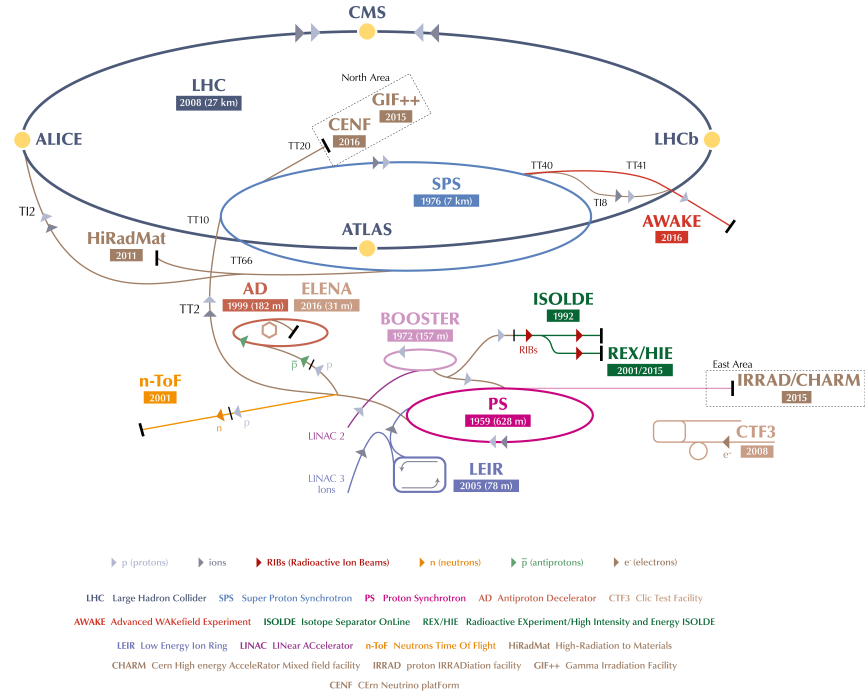 CMS
LHC
2008 (27 km)
North Area
GIF++
2015
CENF
2016
TT20
ALICE
LHCb
TT40
TT41
SPS
1976 (7 km)
TI8
TI2
TT10
AWAKE
2016
ATLAS
HiRadMat
2011
TT66
AD
1999 (182 m)
ELENA
2016 (31 m)
TT2
ISOLDE
1992
BOOSTER
1972 (157 m)
RIBs
REX/HIE
2001/2015
p̅
p
East Area
IRRAD/CHARM
2015
n-ToF
2001
n
p
PS
1959 (628 m)
LINAC 2
CTF3
2008
e-
LINAC 3
Ions
LEIR
2005 (78 m)
p (protons) ions RIBs (Radioactive Ion Beams) n (neutrons) p̅ (antiprotons) e- (electrons)
LHC Large Hadron Collider SPS Super Proton Synchrotron PS Proton Synchrotron AD Antiproton Decelerator CTF3 Clic Test Facility
AWAKE Advanced WAKefield Experiment ISOLDE Isotope Separator OnLine REX/HIE Radioactive EXperiment/High Intensity and Energy ISOLDE
LEIR Low Energy Ion Ring LINAC LINear ACcelerator n-ToF Neutrons Time Of Flight HiRadMat High-Radiation to Materials
CHARM Cern High energy AcceleRator Mixed field facility IRRAD proton IRRADiation facility GIF++ Gamma Irradiation Facility
CENF CErn Neutrino platForm